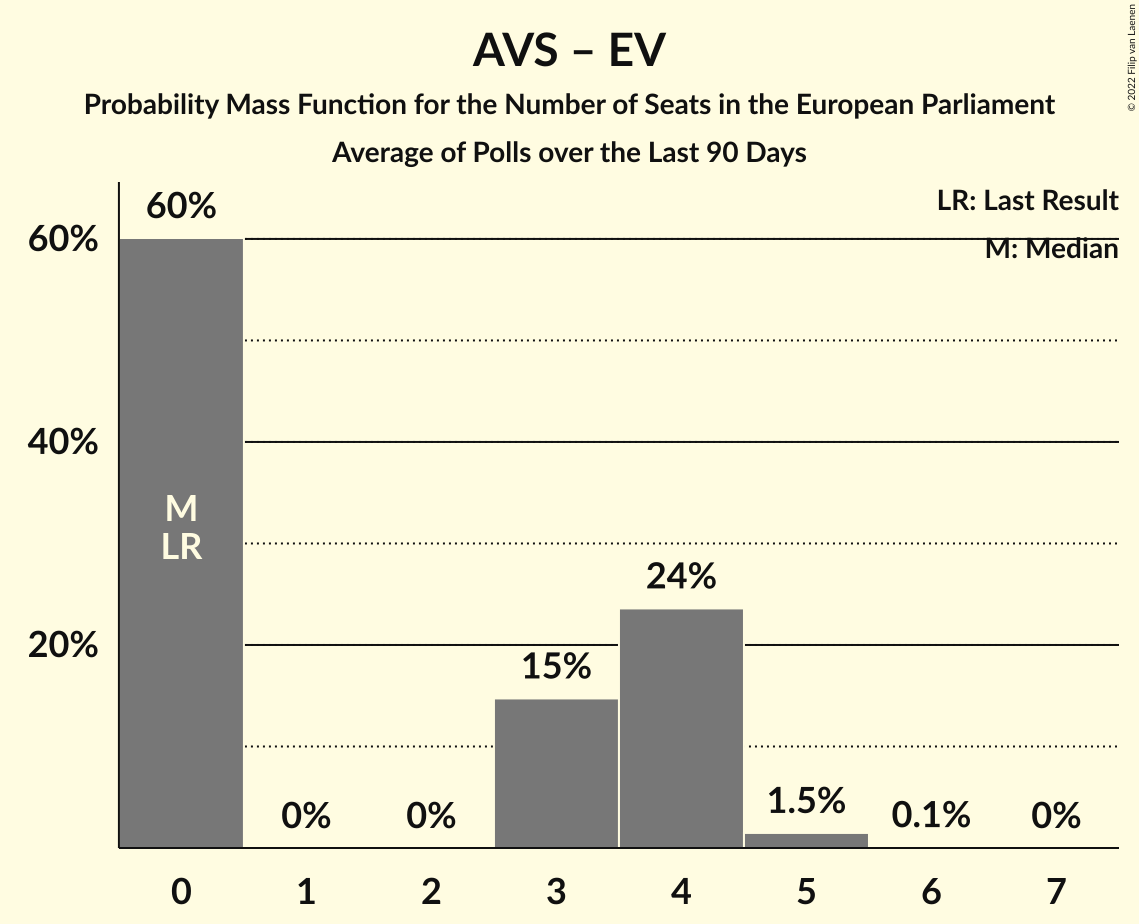 AVS – EV
Probability Mass Function for the Number of Seats in the European Parliament
Average of Polls over the Last 90 Days
© 2022 Filip van Laenen
LR: Last Result
M: Median
60%
40%
20%
60%
0%
0%
15%
24%
1.5%
0.1%
0%
M
LR
0
1
2
3
4
5
6
7